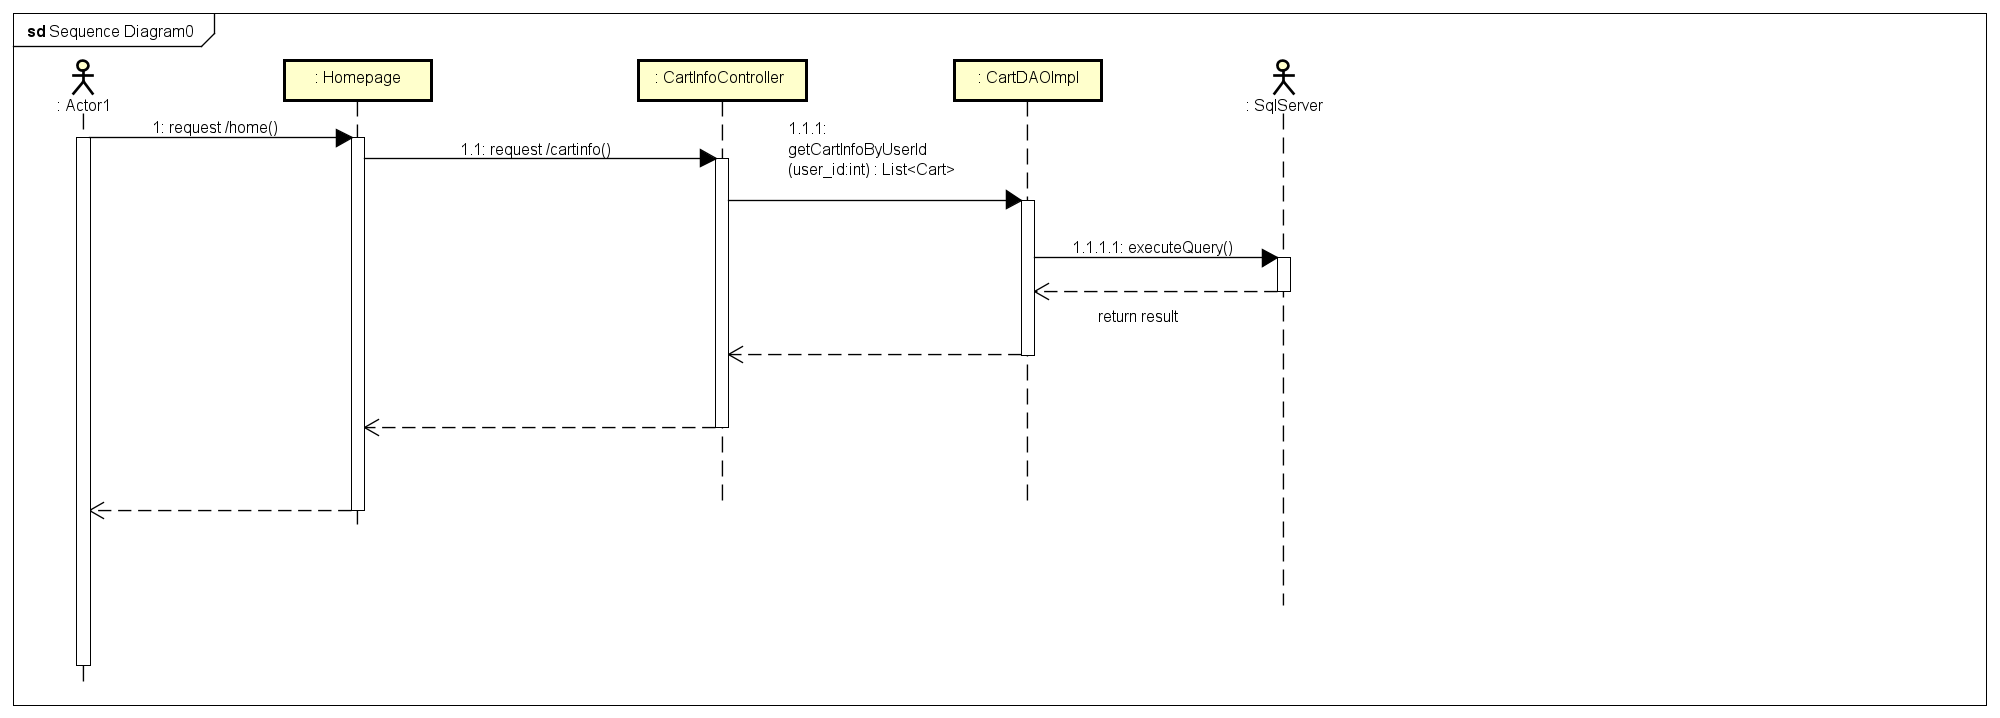 sd Sequence Diagram0
: Actor1
: Homepage
: CartInfoController
: CartDAOImpl
: SqlServer
1: request /home()
1.1: request /cartinfo()
1.1.1:
getCartInfoByUserId
(user_id:int) : List<Cart>
1.1.1.1: executeQuery()
return result